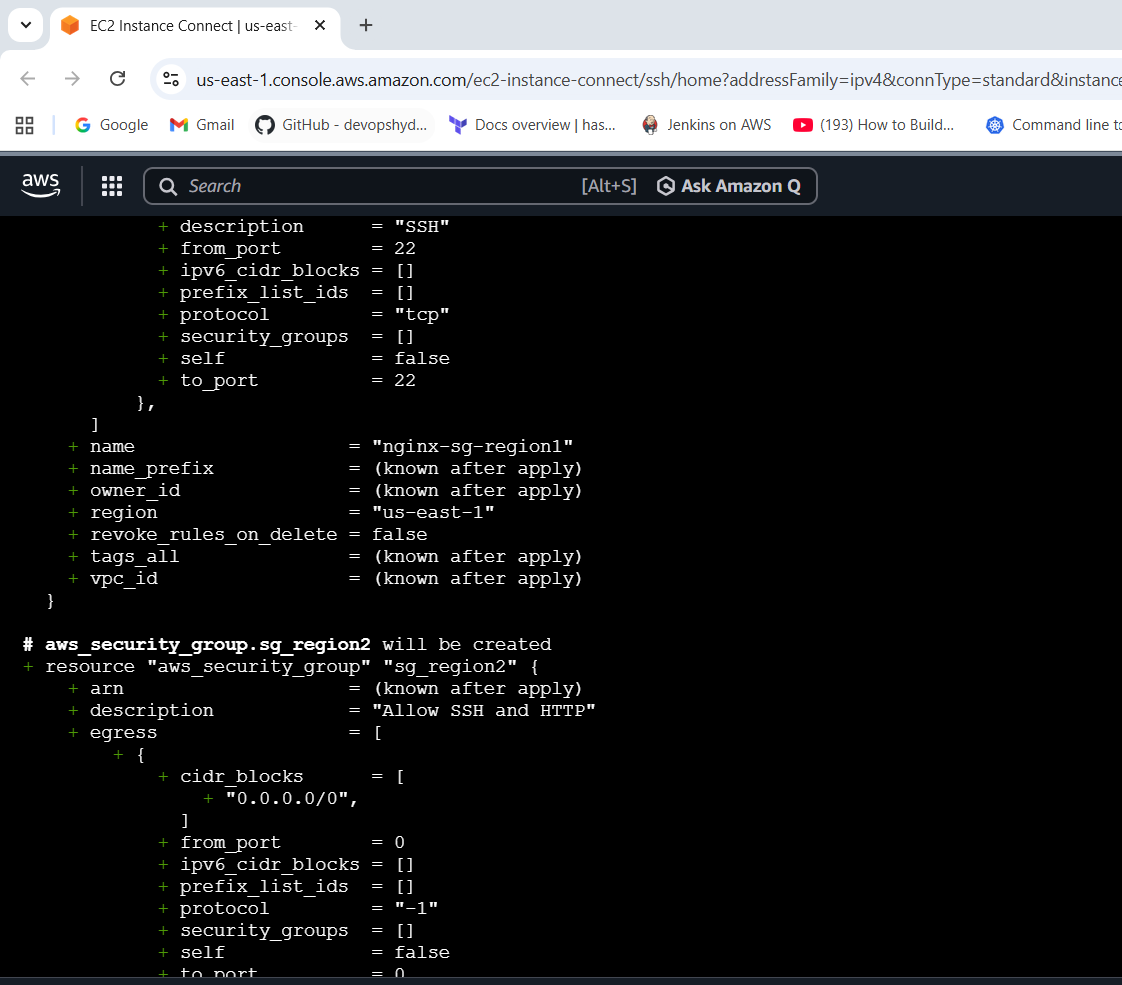 EC2 Instance Connect | us-east-
us-east-1.console.aws.amazon.com/ec2-instance-connect/ssh/home?addressFamily=ipv4&connType=standard&instance
Google Gmail GitHub - devopshyd... Docs overview | has... Jenkins on AWS (193) How to Build... Command line to
aws Search [Alt+S] Ask Amazon Q
+ description = "SSH"
+ from_port = 22
+ ipv6_cidr_blocks = []
+ prefix_list_ids = []
+ protocol = "tcp"
+ security_groups = []
+ self = false
+ to_port = 22
},
]
+ name = "nginx-sg-region1"
+ name_prefix = (known after apply)
+ owner_id = (known after apply)
+ region = "us-east-1"
+ revoke_rules_on_delete = false
+ tags_all = (known after apply)
+ vpc_id = (known after apply)
}
# aws_security_group.sg_region2 will be created
+ resource "aws_security_group" "sg_region2" {
+ arn = (known after apply)
+ description = "Allow SSH and HTTP"
+ egress = [
+ {
+ cidr_blocks = [
+ "0.0.0.0/0",
]
+ from_port = 0
+ ipv6_cidr_blocks = []
+ prefix_list_ids = []
+ protocol = "-1"
+ security_groups = []
+ self = false
+ to_port = 0